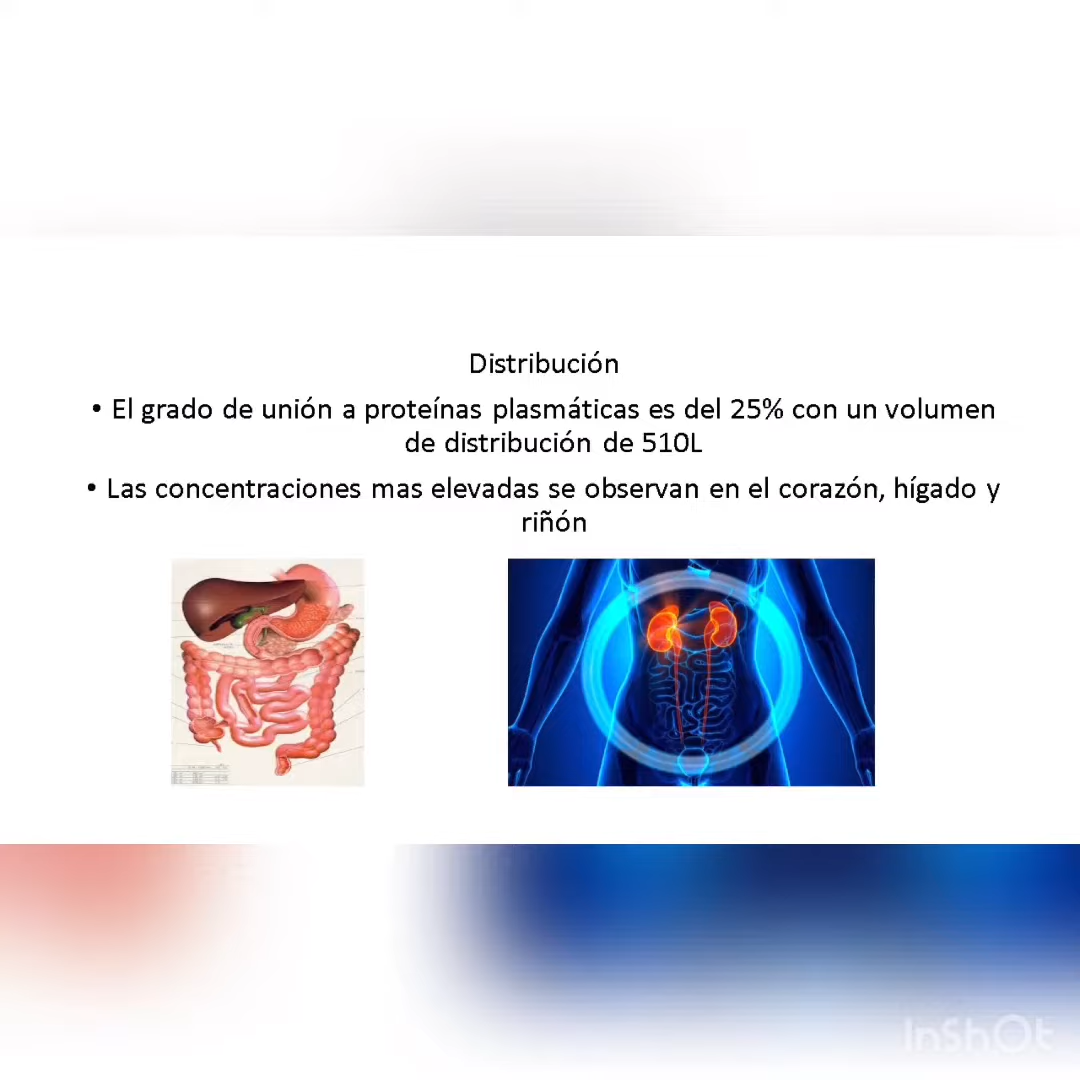 Distribución
• El grado de unión a proteínas plasmáticas es del 25% con un volumen
de distribución de 510L
• Las concentraciones mas elevadas se observan en el corazón, hígado y
riñón
InShOt